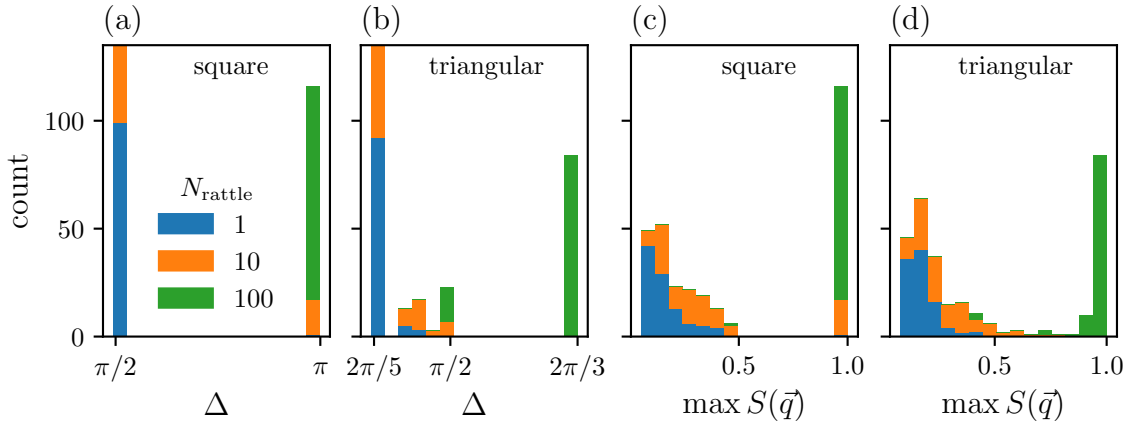 (a) (b) (c) (d)
square triangular square triangular
count
100
50
0
N_rattle
1
10
100
π/2 π 2π/5 π/2 2π/3 0.5 1.0 0.5 1.0
Δ Δ max S(q⃗) max S(q⃗)